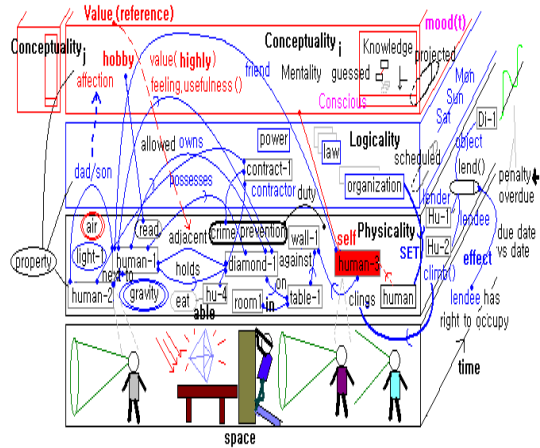 Value (reference)
mood(t)
Conceptuality j
hobby
Conceptuality i
Knowledge
projected
affection
value( highly)
feeling,usefulness()
friend
Mentality
guessed
Conscious
Mon
Sun
Sat
Di-1
allowed
owns
power
Logicality
law
scheduled
object
lend()
dad/son
contract-1
contractor
organization
penalty
overdue
possesses
duty
lender
air
read
adjacent
crime prevention
wall-1
Physicality
self
Hu-1
lendee
SET
Hu-2
due date
vs date
property
light-1
human-1
next to
holds
diamond-1
against
human-3
climb()
effect
human-2
gravity
eat
able
hu-4
room1
in
on
table-1
clings
human
lendee has
right to occupy
time
space